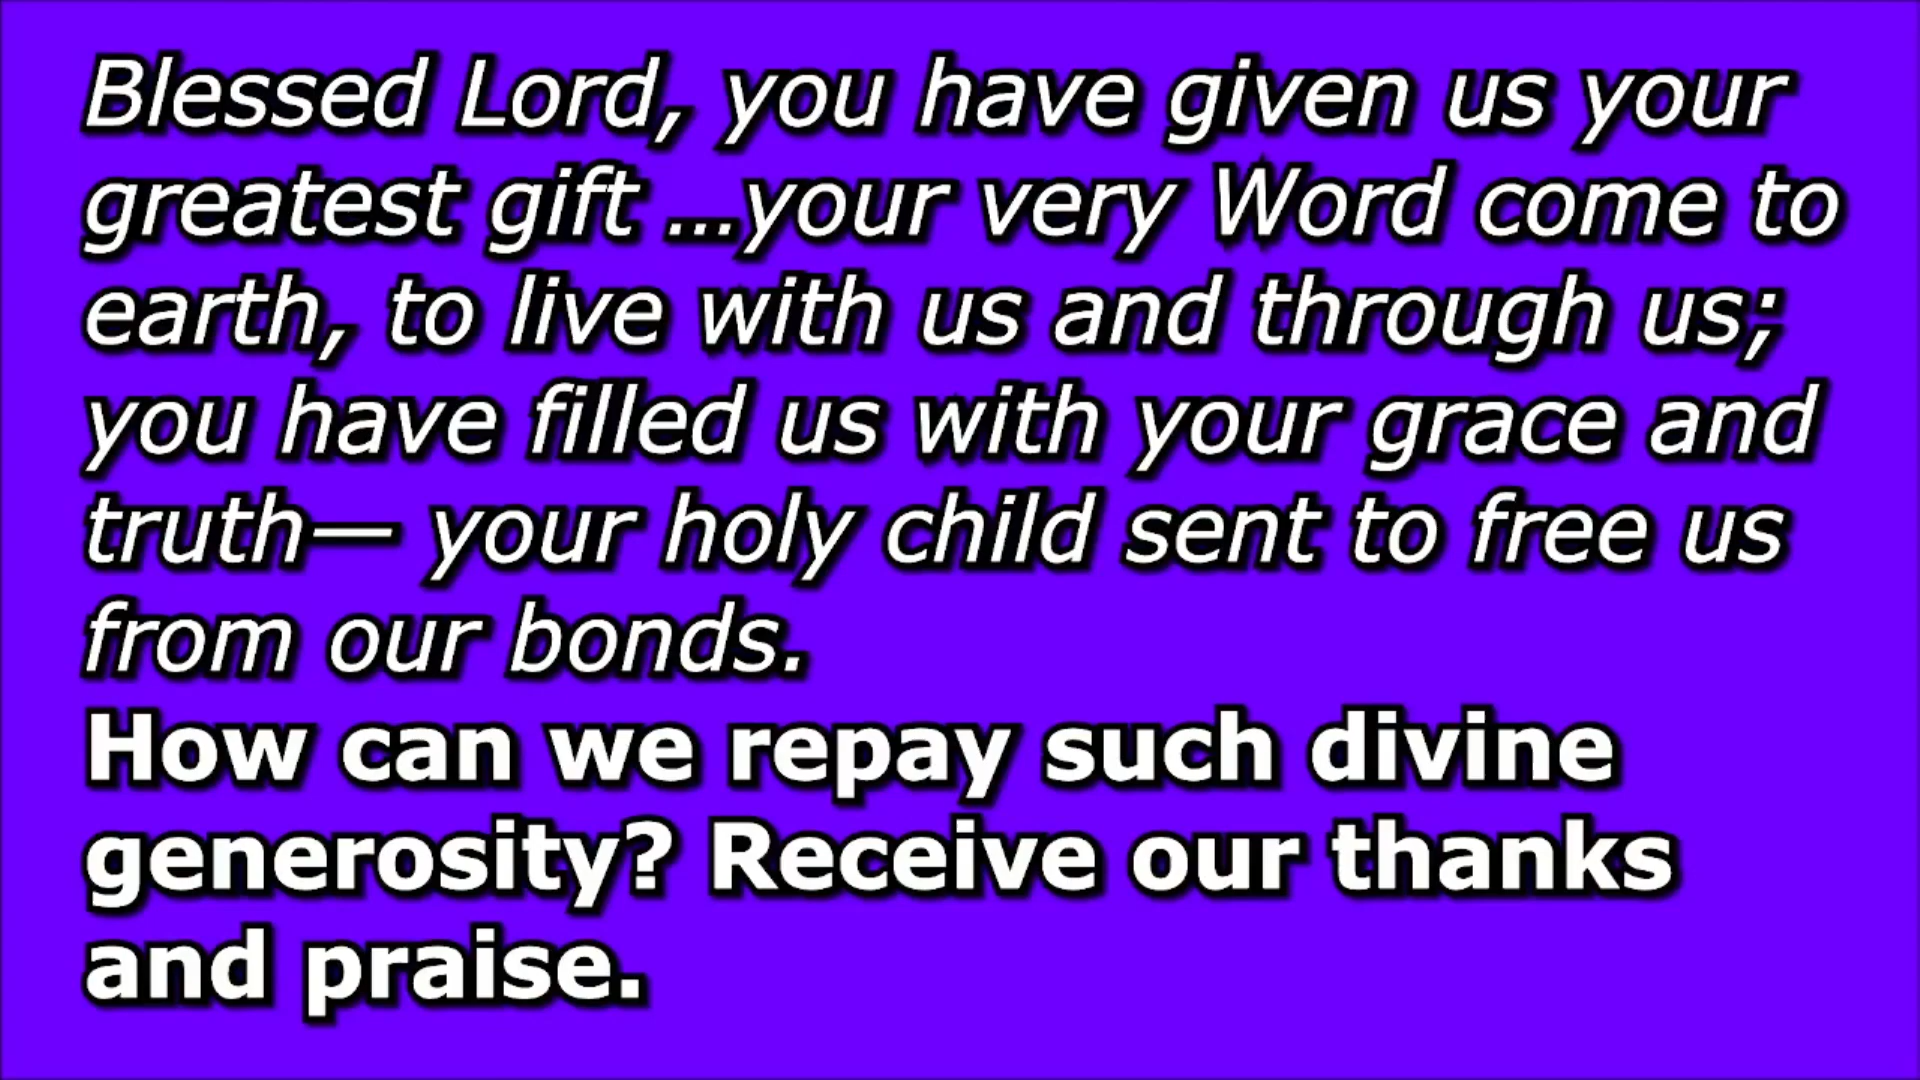 Blessed Lord, you have given us your
greatest gift ...your very Word come to
earth, to live with us and through us;
you have filled us with your grace and
truth— your holy child sent to free us
from our bonds.
How can we repay such divine
generosity? Receive our thanks
and praise.